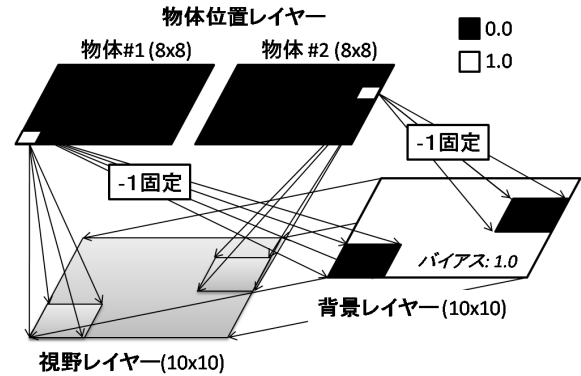 物体位置レイヤー
物体#1 (8x8)
物体 #2 (8x8)
0.0
1.0
-1固定
-1固定
バイアス: 1.0
背景レイヤー(10x10)
視野レイヤー(10x10)